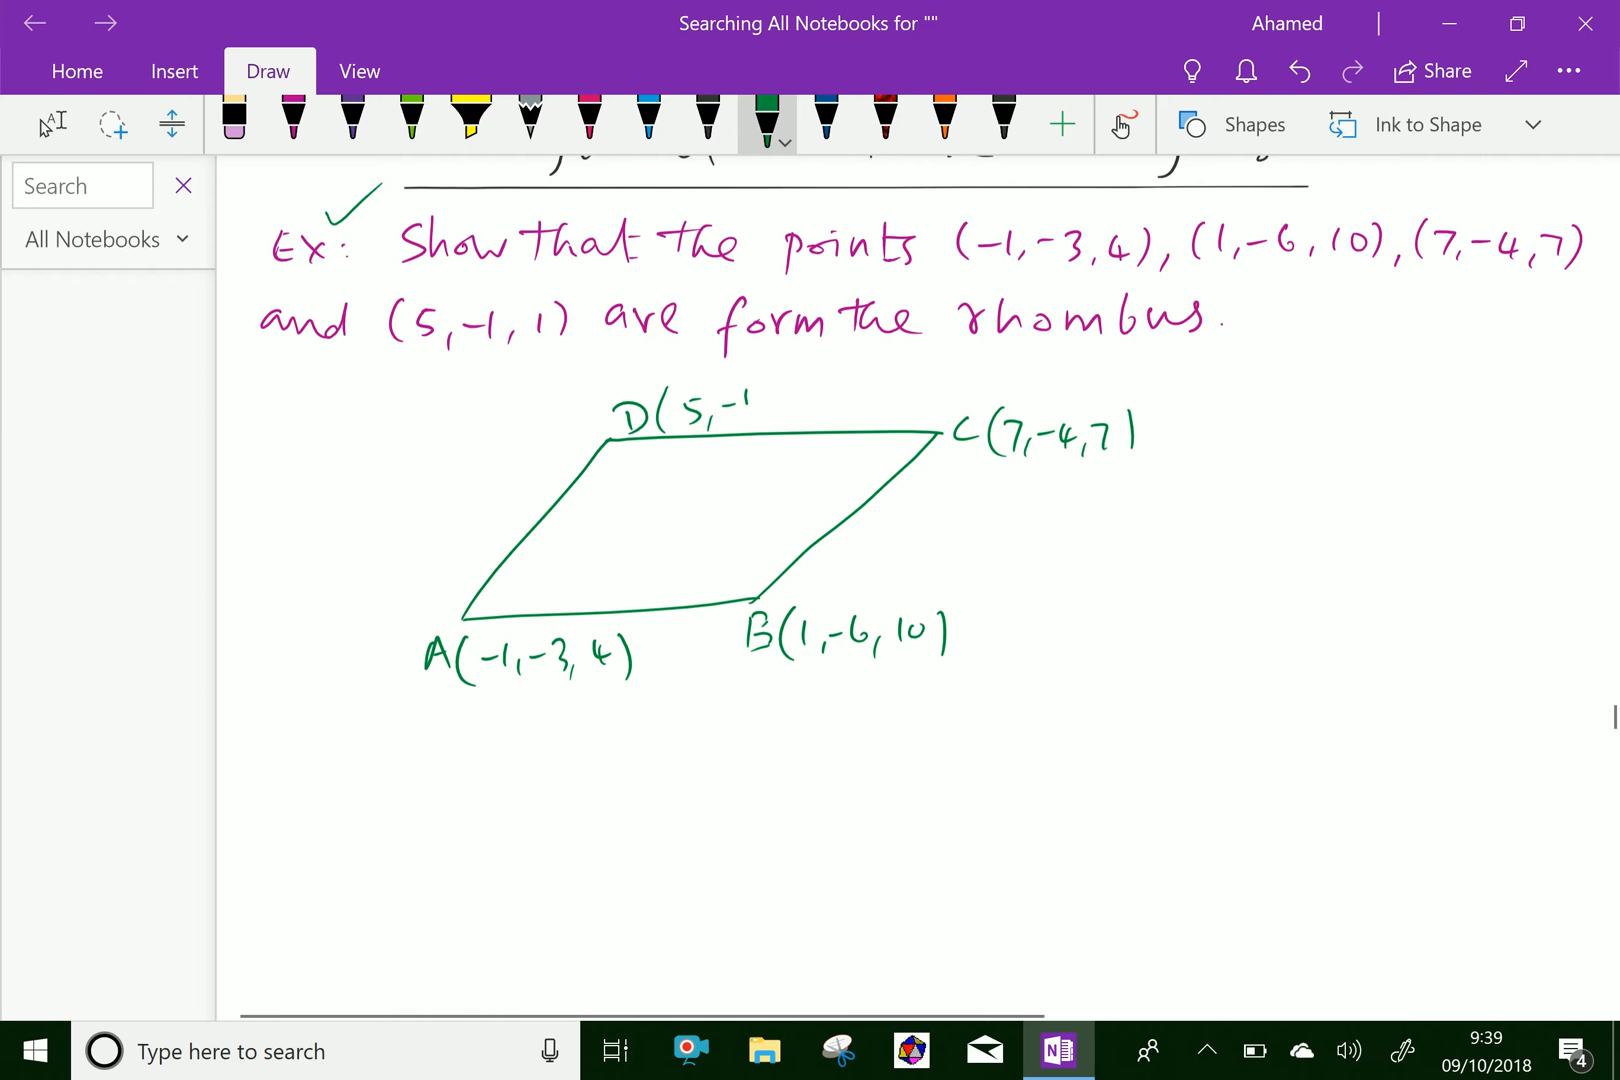 Searching All Notebooks for ""
Ahamed
Home Insert Draw View
Share
Shapes
Ink to Shape
Search
All Notebooks
Ex: Show that the points (-1,-3,4), (1,-6,10), (7,-4,7)
and (5,-1,1) are form the rhombus.
D(5,-1
C(7,-4,7)
A(-1,-3,4)
B(1,-6,10)
Type here to search
9:39
09/10/2018
4